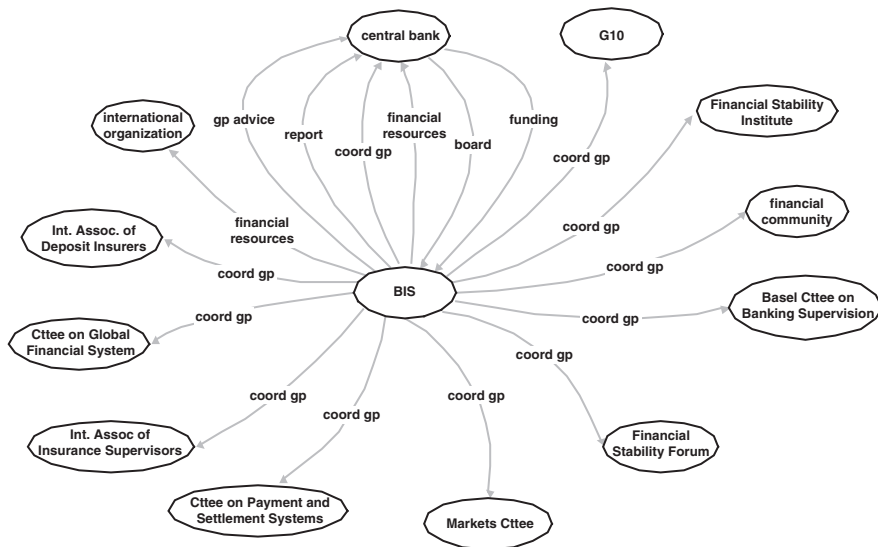 central bank
G10
Financial Stability
Institute
international
organization
gp advice
report
coord gp
financial
resources
board
funding
coord gp
financial
community
coord gp
financial
resources
Int. Assoc. of
Deposit Insurers
coord gp
coord gp
BIS
Basel Cttee on
Banking Supervision
coord gp
coord gp
Cttee on Global
Financial System
coord gp
coord gp
coord gp
coord gp
coord gp
Int. Assoc of
Insurance Supervisors
Financial
Stability Forum
Cttee on Payment and
Settlement Systems
Markets Cttee